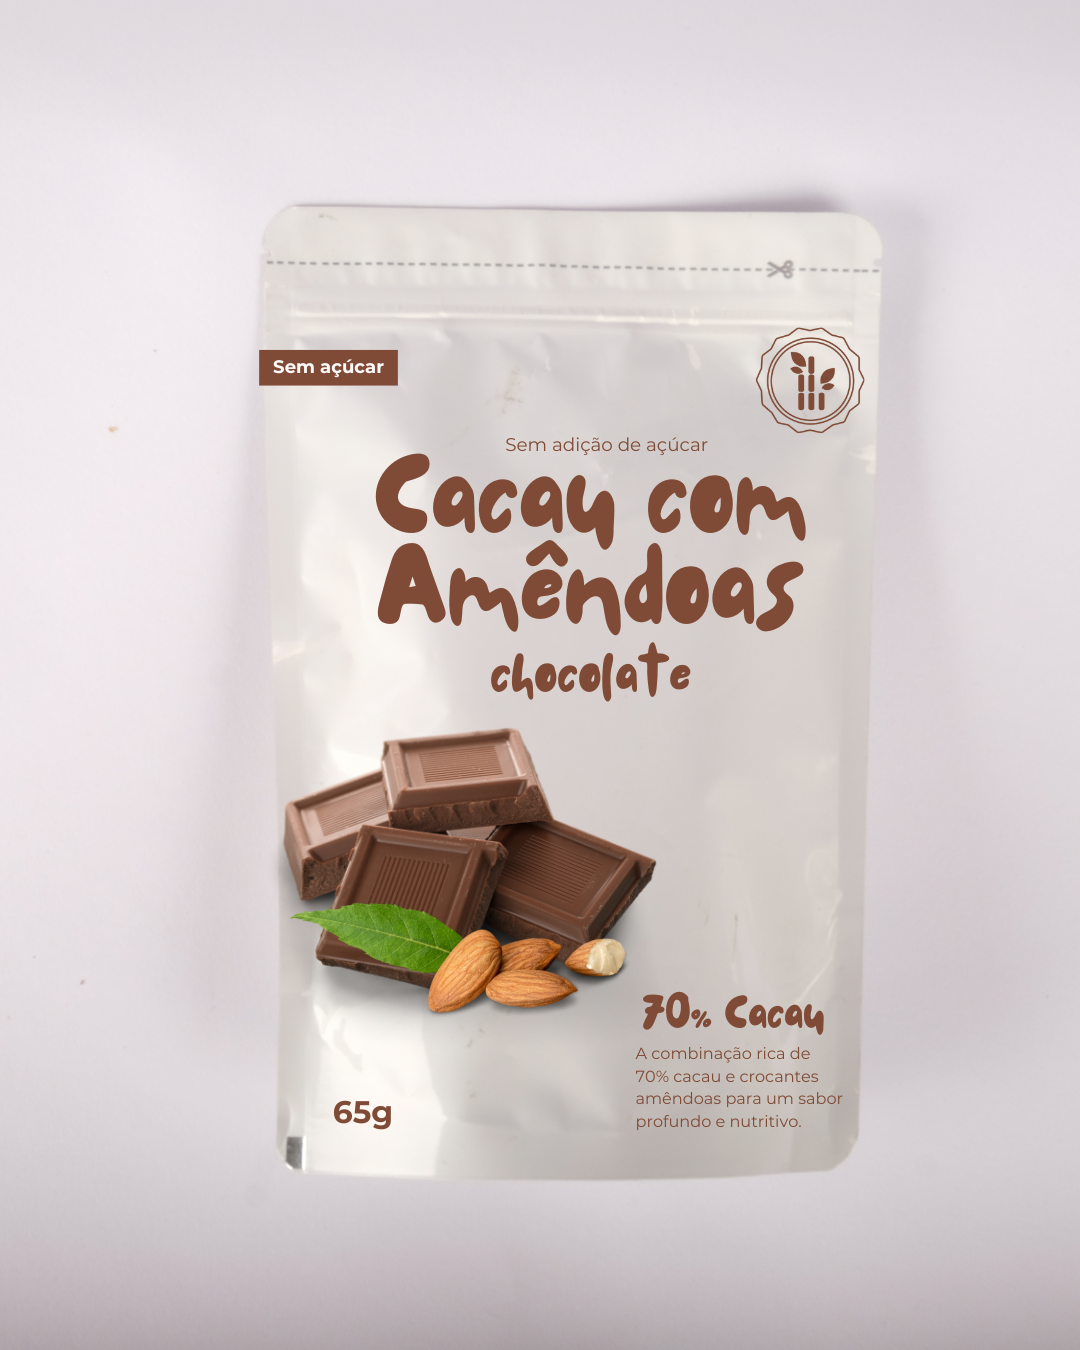 Sem açúcar
Sem adição de açúcar
Cacau com
Amêndoas
chocolate
70% Cacau
A combinação rica de
70% cacau e crocantes
amêndoas para um sabor
profundo e nutritivo.
65g